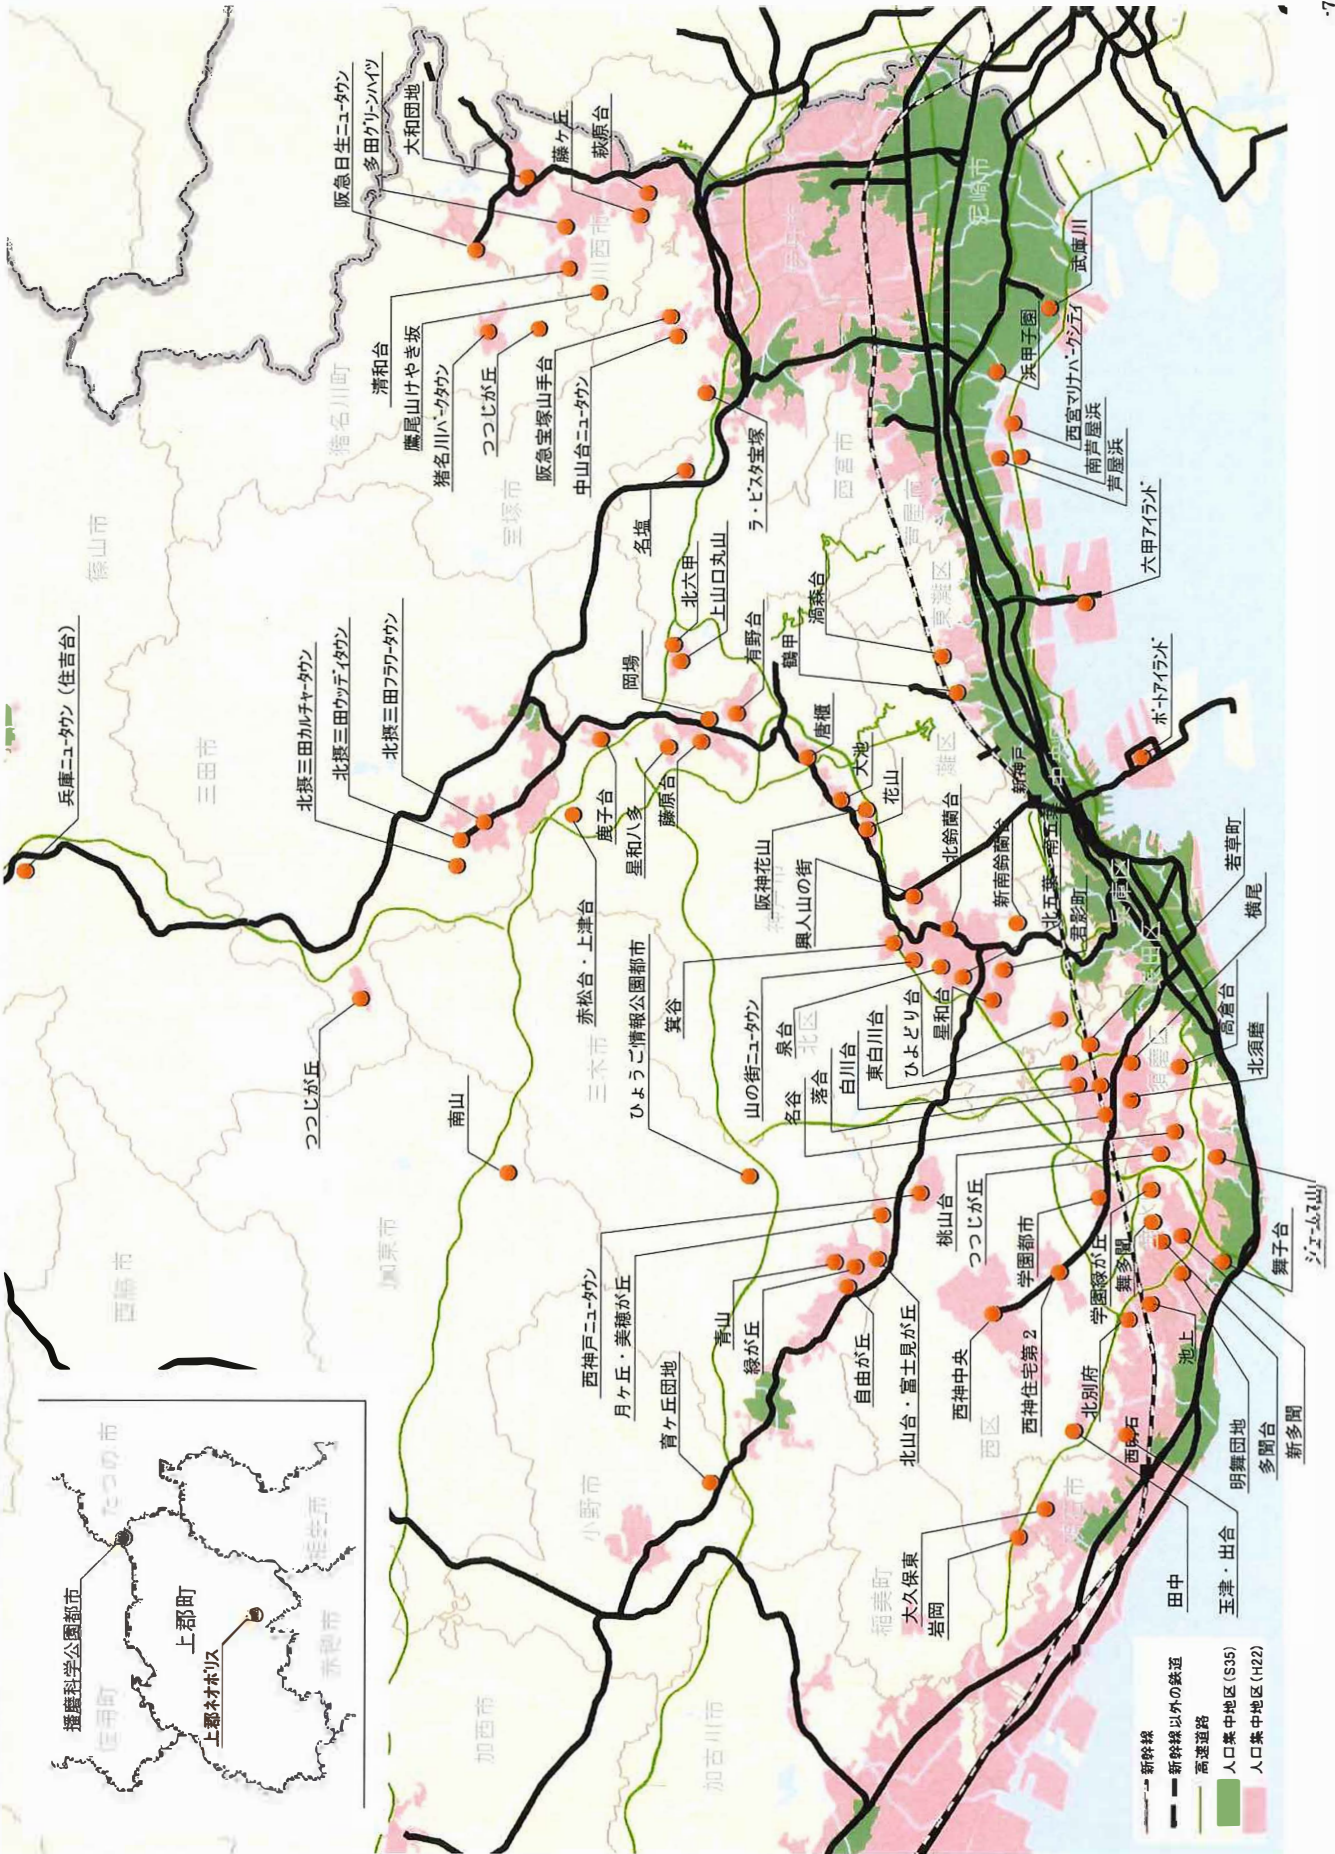 兵庫ニュータウン (住吉台)
北摂三田カルチャータウン
北摂三田ウッディタウン
北摂三田フラワータウン
阪急日生ニュータウン
多田グリーンハイツ
大和団地
藤ヶ丘
萩原台
清和台
鷹尾山けやき坂
猪名川パークタウン
つつじが丘
阪急宝塚山手台
中山台ニュータウン
ラ・ビスタ宝塚
名塩
北六甲
上山口丸山
岡場
有野台
鶴甲
渦森台
唐櫃
大池
花山
阪神花山
鹿子台
星和八多
藤原台
赤松台・上津台
ひょうご情報公園都市
箕谷
興人山の街
北鈴蘭台
新南鈴蘭台
北五葉・南五葉
君影町
新神戸
山の街ニュータウン
泉台
星和台
ひよどり台
東白川台
白川台
落合
名谷
若草町
横尾
高倉台
北須磨
つつじが丘
南山
西神戸ニュータウン
月ヶ丘・美穂が丘
青山
緑が丘
自由が丘
北山台・富士見が丘
育ヶ丘団地
桃山台
つつじが丘
学園都市
学園緑が丘
舞多聞
西神中央
西神住宅第2
北別府
池上
西明石
舞子台
ジェームス山
明舞団地
多聞台
新多聞
大久保東
岩岡
田中
玉津・出合
浜甲子園
武庫川
西宮マリナパークシティ
南芦屋浜
芦屋浜
六甲アイランド
ポートアイランド
篠山市
三田市
猪名川町
川西市
宝塚市
伊丹市
尼崎市
西宮市
芦屋市
東灘区
灘区
中央区
兵庫区
長田区
須磨区
北区
神戸市
三木市
加東市
西脇市
小野市
加西市
加古川市
稲美町
西区
明石市
播磨科学公園都市
上郡町
上郡ネオポリス
たつの市
相生市
赤穂市
佐用町
新幹線
新幹線以外の鉄道
高速道路
人口集中地区(S35)
人口集中地区(H22)
-7